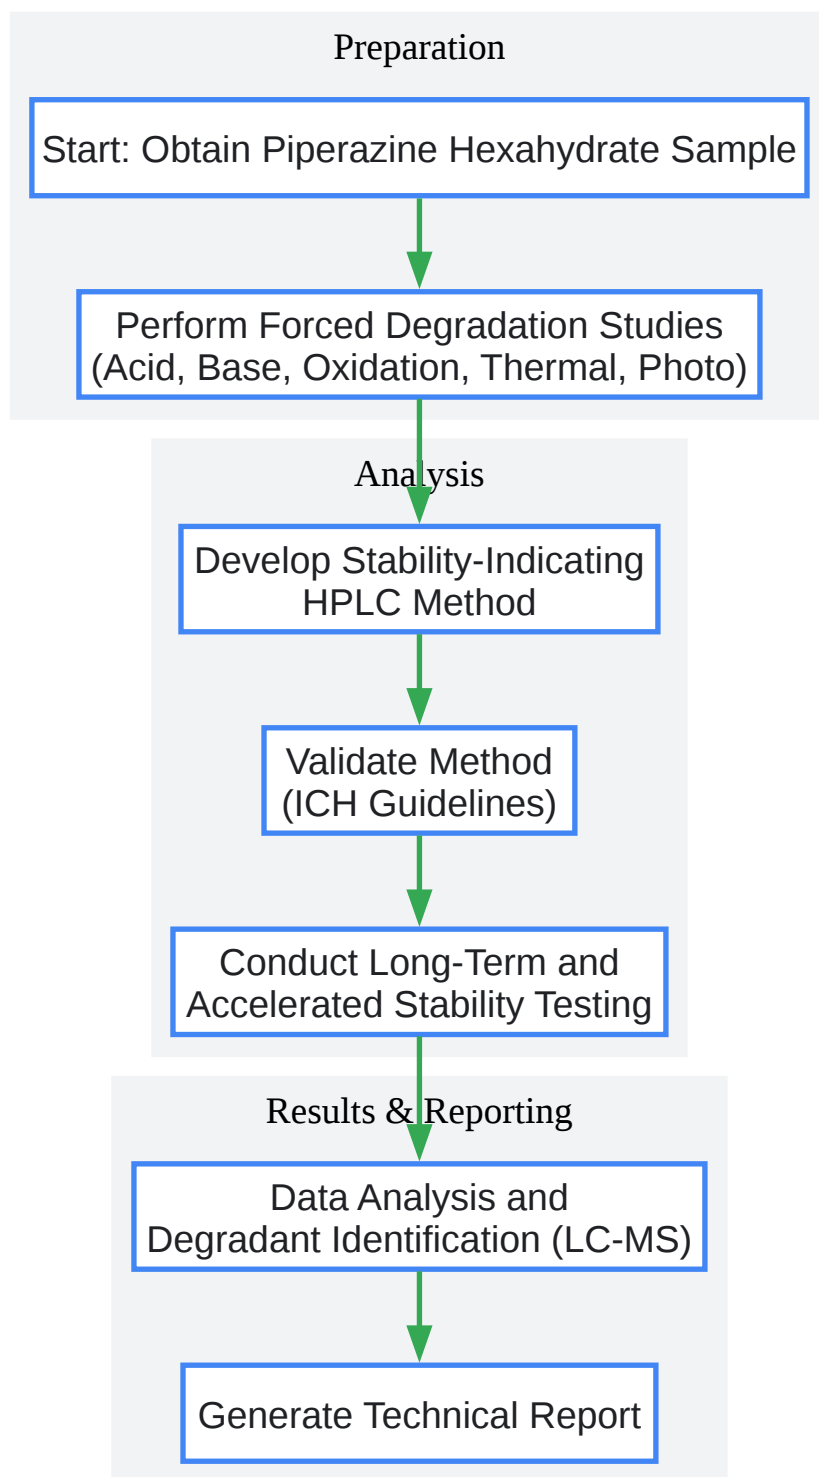 Preparation
Start: Obtain Piperazine Hexahydrate Sample
Perform Forced Degradation Studies
(Acid, Base, Oxidation, Thermal, Photo)
Analysis
Develop Stability-Indicating
HPLC Method
Validate Method
(ICH Guidelines)
Conduct Long-Term and
Accelerated Stability Testing
Results & Reporting
Data Analysis and
Degradant Identification (LC-MS)
Generate Technical Report